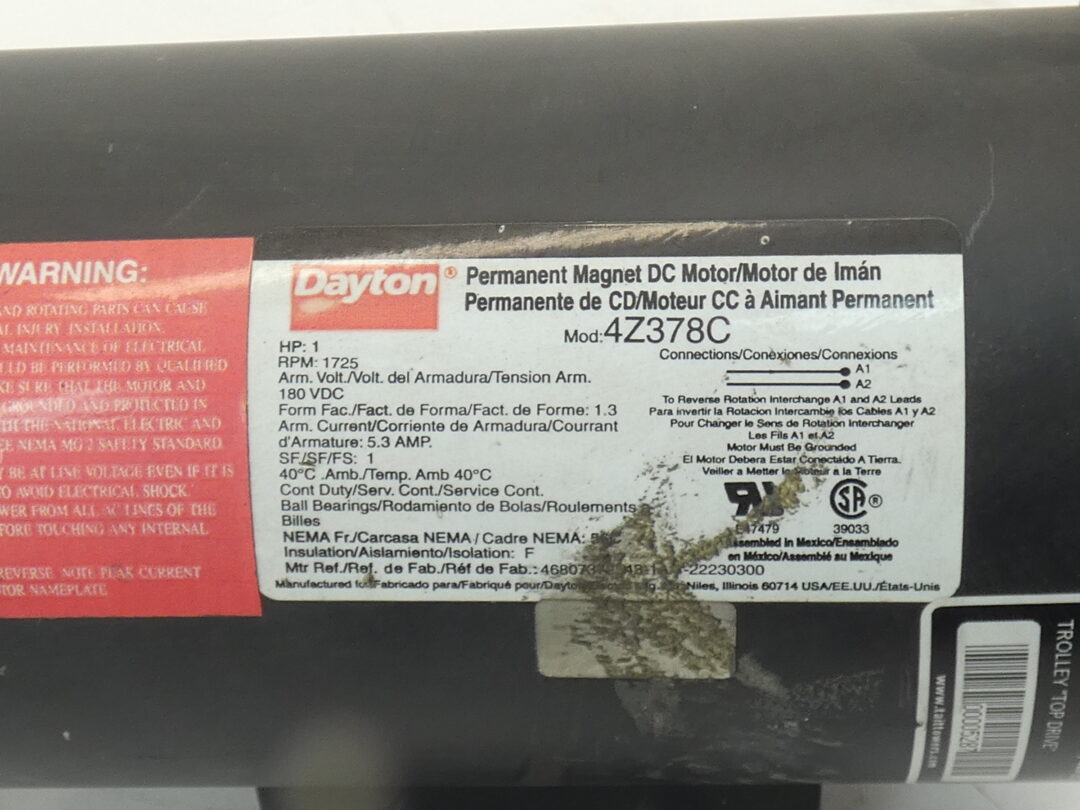 WARNING:
AND ROTATING PARTS CAN CAUSE
INJURY INSTALLATION,
MAINTENANCE OF ELECTRICAL
BE PERFORMED BY QUALIFIED
SURE THAT THE MOTOR AND
GROUNDED AND PROTECTED IN
THE NATIONAL ELECTRIC AND
NEMA MG 2 SAFETY STANDARD.
BE AT LINE VOLTAGE EVEN IF IT IS
AVOID ELECTRICAL SHOCK.
FROM ALL AC LINES OF THE
TOUCHING ANY INTERNAL
REVERSE. NOTE PEAK CURRENT
NAMEPLATE
Dayton®
Permanent Magnet DC Motor/Motor de Imán
Permanente de CD/Moteur CC à Aimant Permanent
Mod:4Z378C
HP: 1
RPM: 1725
Arm. Volt./Volt. del Armadura/Tension Arm.
180 VDC
Form Fac./Fact. de Forma/Fact. de Forme: 1.3
Arm. Current/Corriente de Armadura/Courrant
d'Armature: 5.3 AMP.
SF/SF/FS: 1
40°C .Amb./Temp. Amb 40°C
Cont Duty/Serv. Cont./Service Cont.
Ball Bearings/Rodamiento de Bolas/Roulements
Billes
NEMA Fr./Carcasa NEMA / Cadre NEMA:
Insulation/Aislamiento/Isolation: F
Mtr Ref./Ref. de Fab./Réf de Fab.:
-22230300
Manufactured for/Fabricado para/Fabriqué pour/Dayton Niles, Illinois 60714 USA/EE.UU./États-Unis
Connections/Conexiones/Connexions
A1
A2
To Reverse Rotation Interchange A1 and A2 Leads
Para invertir la Rotacion Intercambie los Cables A1 y A2
Pour Changer le Sens de Rotation Interchanger
Les Fils A1 et A2
Motor Must Be Grounded
El Motor Debera Estar Conectado A Tierra.
Veiller a Metter le Moteur a la Terre
SA®
39033
Assembled in Mexico/Ensamblado
en México/Assemblé au Mexique
TROLLEY "TOP DRIVE"
www.taittowers.com